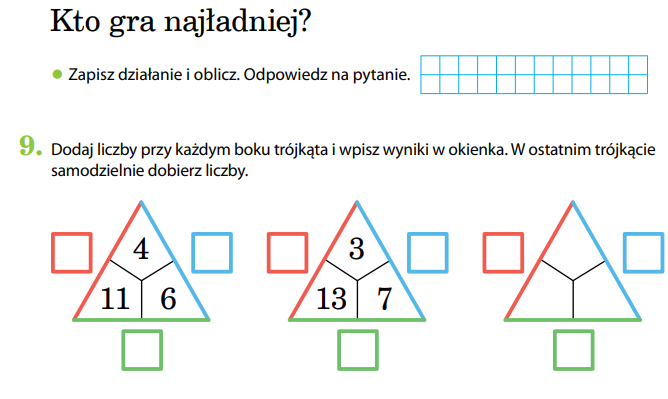 Kto gra najładniej?
• Zapisz działanie i oblicz. Odpowiedz na pytanie.
9. Dodaj liczby przy każdym boku trójkąta i wpisz wyniki w okienka. W ostatnim trójkącie
samodzielnie dobierz liczby.
4 3
11 6 13 7